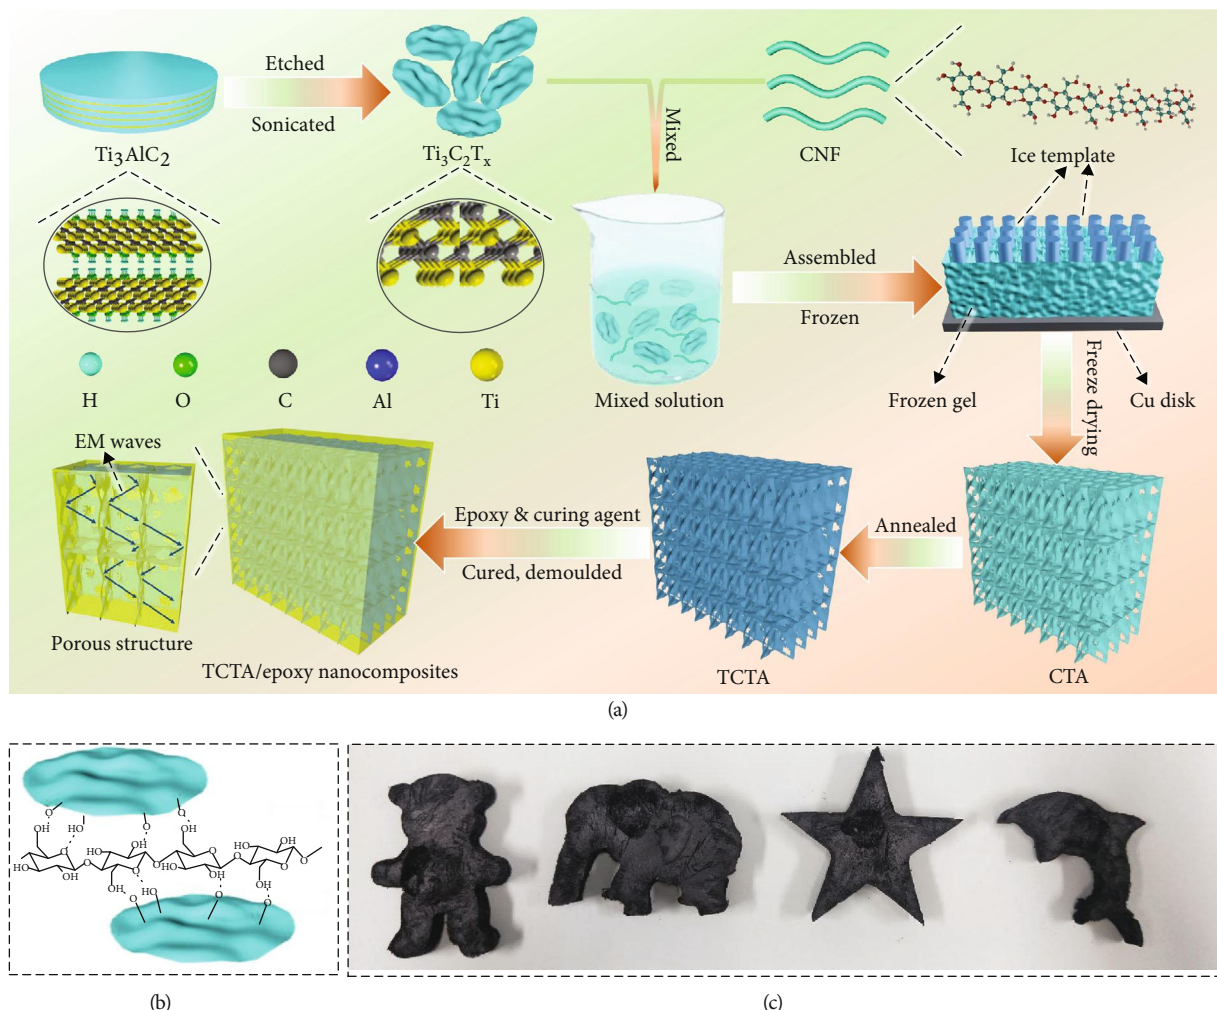 Etched
Sonicated
Ti₃AlC₂
Ti₃C₂Tₓ
Mixed
CNF
Ice template
Assembled
Frozen
H
O
C
Al
Ti
Mixed solution
Frozen gel
Cu disk
Freeze drying
EM waves
Epoxy & curing agent
Cured, demoulded
Annealed
Porous structure
TCTA/epoxy nanocomposites
TCTA
CTA
(a)
O
O
OH
HO
O
OH
OH
O
OH
OH
HO
O
O
HO
O
O
HO
O
HO
O
OH
OH
HO
OH
OH
O
O
O
(b)
(c)